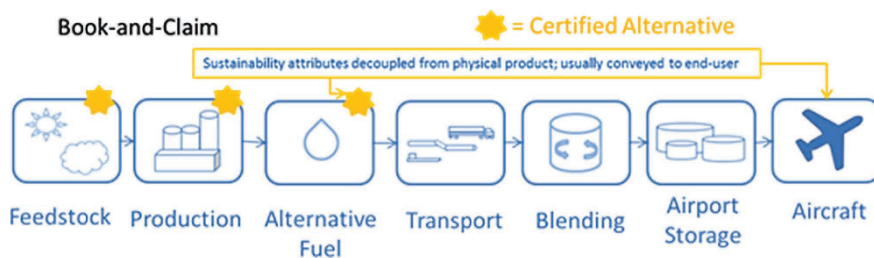 Book-and-Claim
= Certified Alternative
Sustainability attributes decoupled from physical product; usually conveyed to end-user
Feedstock
Production
Alternative
Fuel
Transport
Blending
Airport
Storage
Aircraft